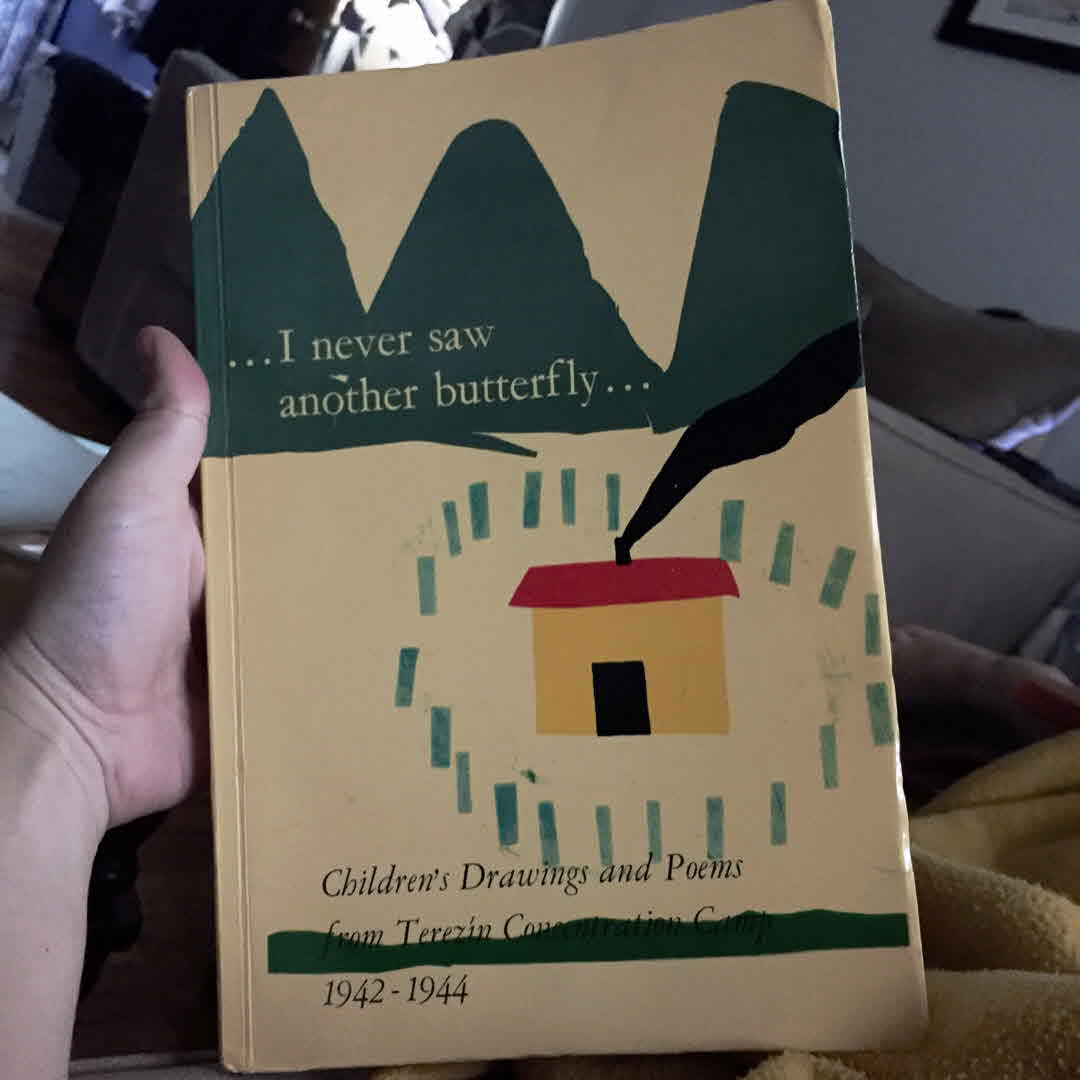 ...I never saw
another butterfly...
Children's Drawings and Poems
from Terezín Concentration Camp
1942-1944